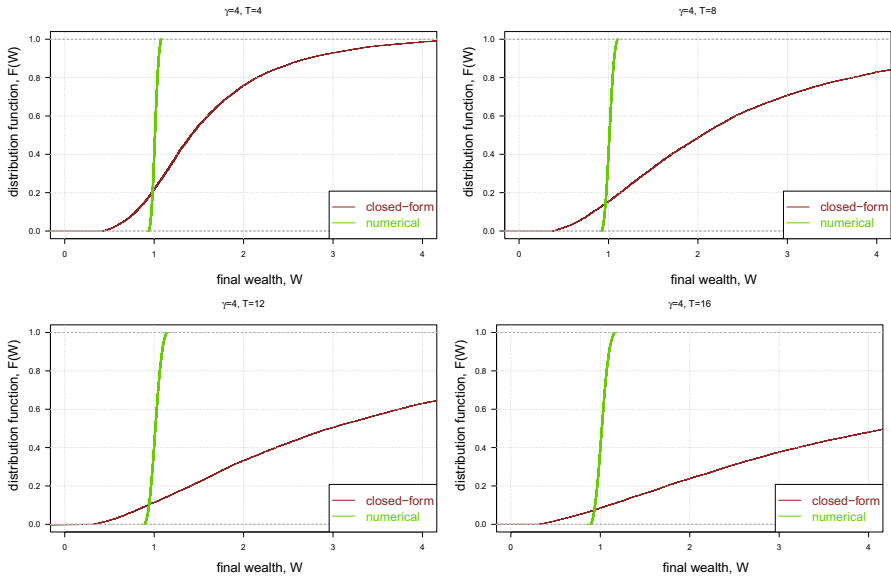 γ=4, T=4
distribution function, F(W)
1.0
0.8
0.6
0.4
0.2
0.0
0 1 2 3 4
final wealth, W
closed−form
numerical
γ=4, T=8
distribution function, F(W)
1.0
0.8
0.6
0.4
0.2
0.0
0 1 2 3 4
final wealth, W
closed−form
numerical
γ=4, T=12
distribution function, F(W)
1.0
0.8
0.6
0.4
0.2
0.0
0 1 2 3 4
final wealth, W
closed−form
numerical
γ=4, T=16
distribution function, F(W)
1.0
0.8
0.6
0.4
0.2
0.0
0 1 2 3 4
final wealth, W
closed−form
numerical